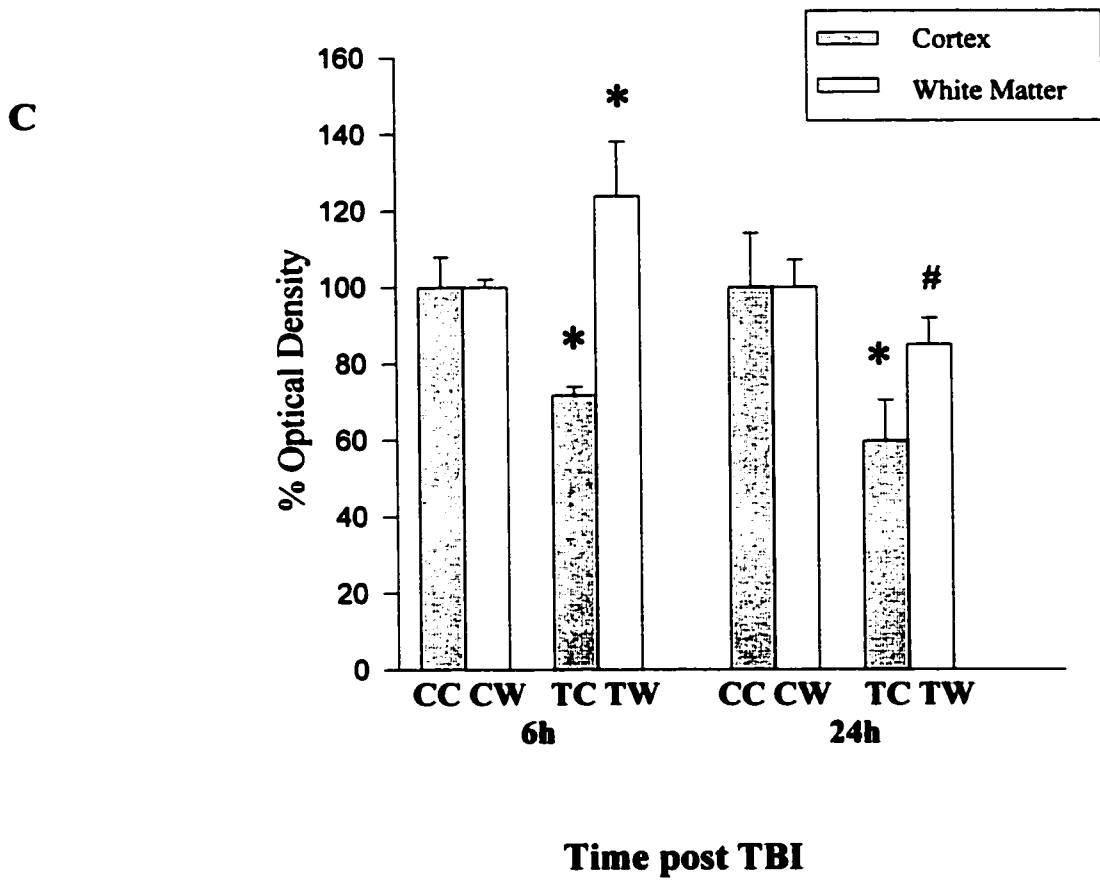 C
Cortex
White Matter
% Optical Density
160
140
120
100
80
60
40
20
0
*
*
*
#
CC CW TC TW CC CW TC TW
6h 24h
Time post TBI